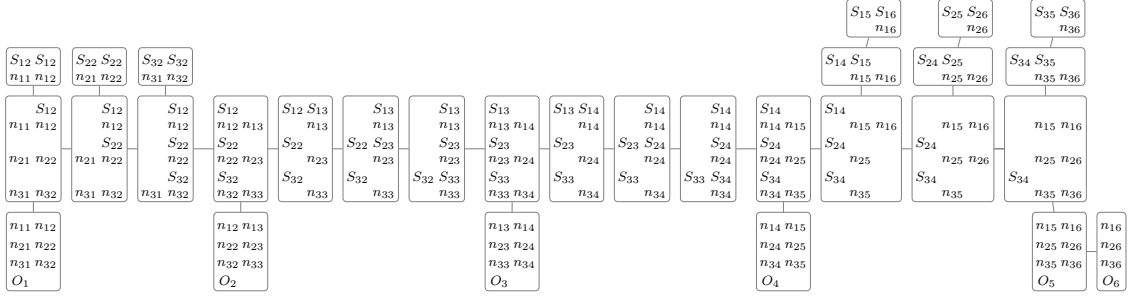 S₁₅ S₁₆
n₁₆
S₂₅ S₂₆
n₂₆
S₃₅ S₃₆
n₃₆
S₁₂ S₁₂
n₁₁ n₁₂
S₂₂ S₂₂
n₂₁ n₂₂
S₃₂ S₃₂
n₃₁ n₃₂
S₁₄ S₁₅
n₁₅ n₁₆
S₂₄ S₂₅
n₂₅ n₂₆
S₃₄ S₃₅
n₃₅ n₃₆
S₁₂
n₁₁ n₁₂
n₂₁ n₂₂
n₃₁ n₃₂
S₁₂
n₁₂
S₂₂
n₂₁ n₂₂
n₃₁ n₃₂
S₁₂
n₁₂
S₂₂
n₂₂
S₃₂
n₃₁ n₃₂
S₁₂
n₁₂ n₁₃
S₂₂
n₂₂ n₂₃
S₃₂
n₃₂ n₃₃
S₁₂ S₁₃
n₁₃
S₂₂
n₂₃
S₃₂
n₃₃
S₁₃
n₁₃
S₂₂ S₂₃
n₂₃
S₃₂
n₃₃
S₁₃
n₁₃
S₂₃
n₂₃
S₃₂ S₃₃
n₃₃
S₁₃
n₁₃ n₁₄
S₂₃
n₂₃ n₂₄
S₃₃
n₃₃ n₃₄
S₁₃ S₁₄
n₁₄
S₂₃
n₂₄
S₃₃
n₃₄
S₁₄
n₁₄
S₂₃ S₂₄
n₂₄
S₃₃
n₃₄
S₁₄
n₁₄
S₂₄
n₂₄
S₃₃ S₃₄
n₃₄
S₁₄
n₁₄ n₁₅
S₂₄
n₂₄ n₂₅
S₃₄
n₃₄ n₃₅
S₁₄
n₁₅ n₁₆
S₂₄
n₂₅
S₃₄
n₃₅
n₁₅ n₁₆
S₂₄
n₂₅ n₂₆
S₃₄
n₃₅
n₁₅ n₁₆
n₂₅ n₂₆
S₃₄
n₃₅ n₃₆
n₁₁ n₁₂
n₂₁ n₂₂
n₃₁ n₃₂
O₁
n₁₂ n₁₃
n₂₂ n₂₃
n₃₂ n₃₃
O₂
n₁₃ n₁₄
n₂₃ n₂₄
n₃₃ n₃₄
O₃
n₁₄ n₁₅
n₂₄ n₂₅
n₃₄ n₃₅
O₄
n₁₅ n₁₆
n₂₅ n₂₆
n₃₅ n₃₆
O₅
n₁₆
n₂₆
n₃₆
O₆